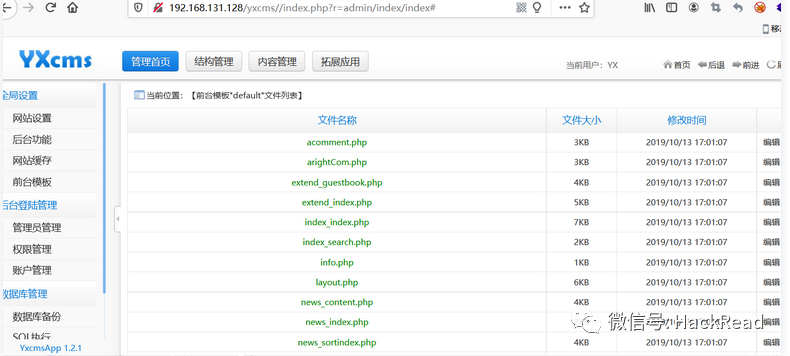 192.168.131.128/yxcms//index.php?r=admin/index/index#
YXcms
管理首页
结构管理
内容管理
拓展应用
当前用户：YX
首页
后退
前进
全局设置
网站设置
后台功能
网站缓存
前台模板
后台登陆管理
管理员管理
权限管理
账户管理
数据库管理
数据库备份
SQL执行
YxcmsApp 1.2.1
当前位置：【前台模板"default"文件列表】
文件名称 文件大小 修改时间
acomment.php 3KB 2019/10/13 17:01:07 编辑
arightCom.php 3KB 2019/10/13 17:01:07 编辑
extend_guestbook.php 4KB 2019/10/13 17:01:07 编辑
extend_index.php 5KB 2019/10/13 17:01:07 编辑
index_index.php 7KB 2019/10/13 17:01:07 编辑
index_search.php 2KB 2019/10/13 17:01:07 编辑
info.php 1KB 2019/10/13 17:01:07 编辑
layout.php 6KB 2019/10/13 17:01:07 编辑
news_content.php 4KB 2019/10/13 17:01:07 编辑
news_index.php
news_sortindex.php 4KB 2019/10/13 17:01:07 编辑
微信号: HackRead